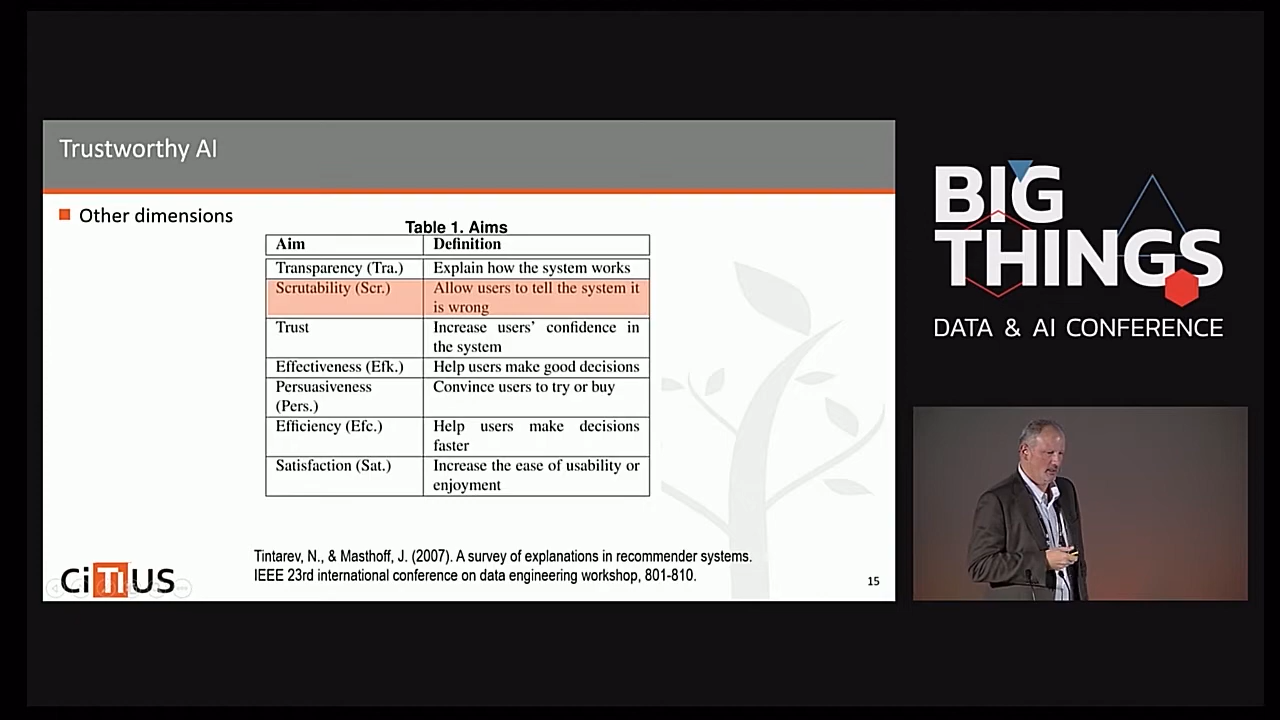 Trustworthy AI
Other dimensions
Table 1. Aims
Aim Definition
Transparency (Tra.) Explain how the system works
Scrutability (Scr.) Allow users to tell the system it
is wrong
Trust Increase users' confidence in
the system
Effectiveness (Efk.) Help users make good decisions
Persuasiveness Convince users to try or buy
(Pers.)
Efficiency (Efc.) Help users make decisions
faster
Satisfaction (Sat.) Increase the ease of usability or
enjoyment
Tintarev, N., & Masthoff, J. (2007). A survey of explanations in recommender systems.
IEEE 23rd international conference on data engineering workshop, 801-810.
CiTIUS
15
BIG
THINGS
DATA & AI CONFERENCE